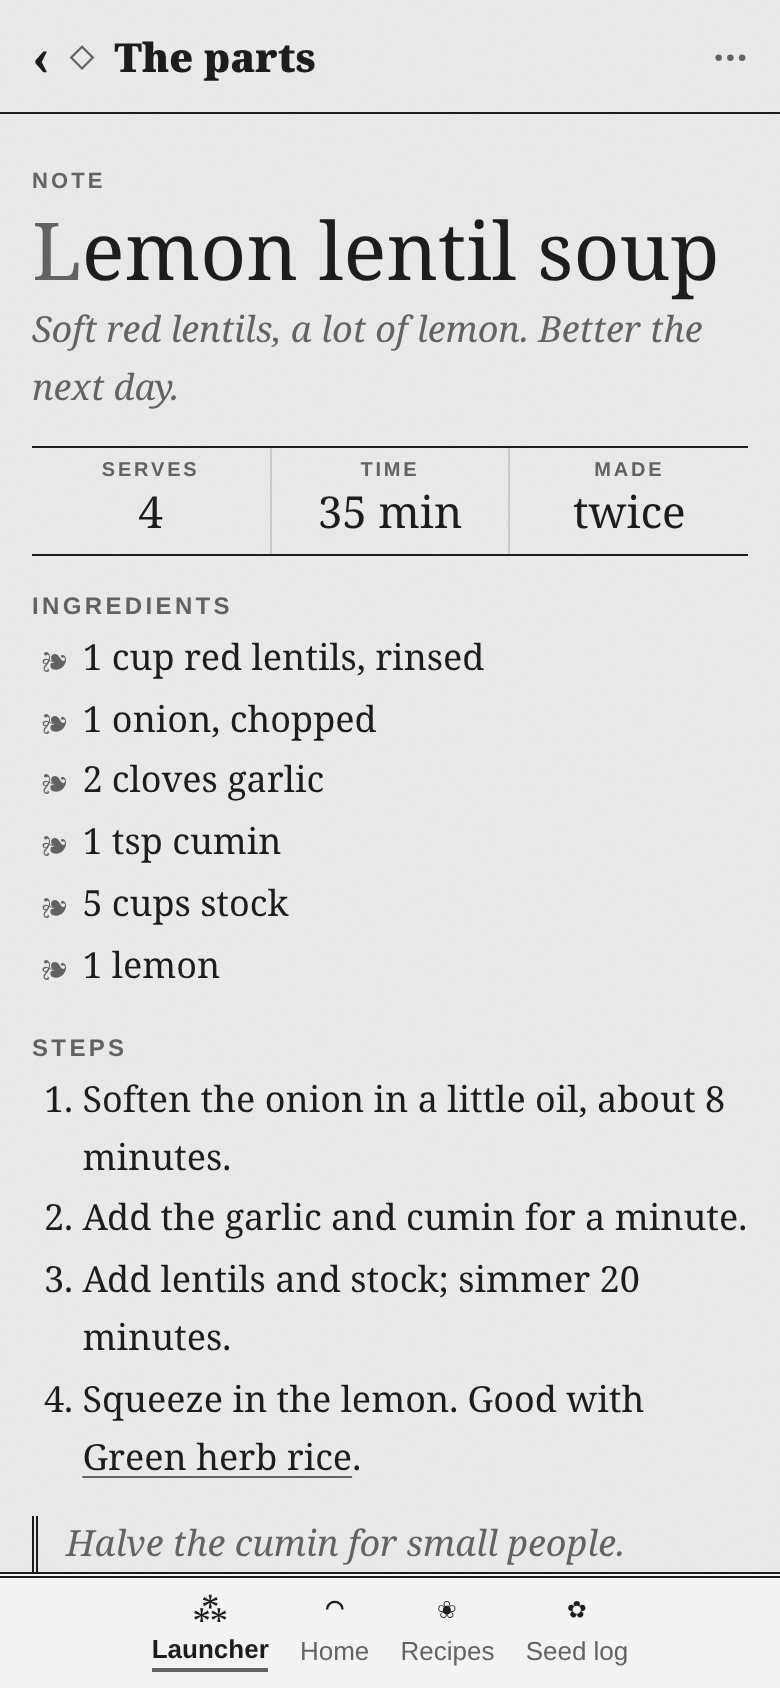 The parts
NOTE
Lemon lentil soup
Soft red lentils, a lot of lemon. Better the
next day.
SERVES TIME MADE
4 35 min twice
INGREDIENTS
1 cup red lentils, rinsed
1 onion, chopped
2 cloves garlic
1 tsp cumin
5 cups stock
1 lemon
STEPS
1. Soften the onion in a little oil, about 8
minutes.
2. Add the garlic and cumin for a minute.
3. Add lentils and stock; simmer 20
minutes.
4. Squeeze in the lemon. Good with
Green herb rice.
Halve the cumin for small people.
Launcher Home Recipes Seed log